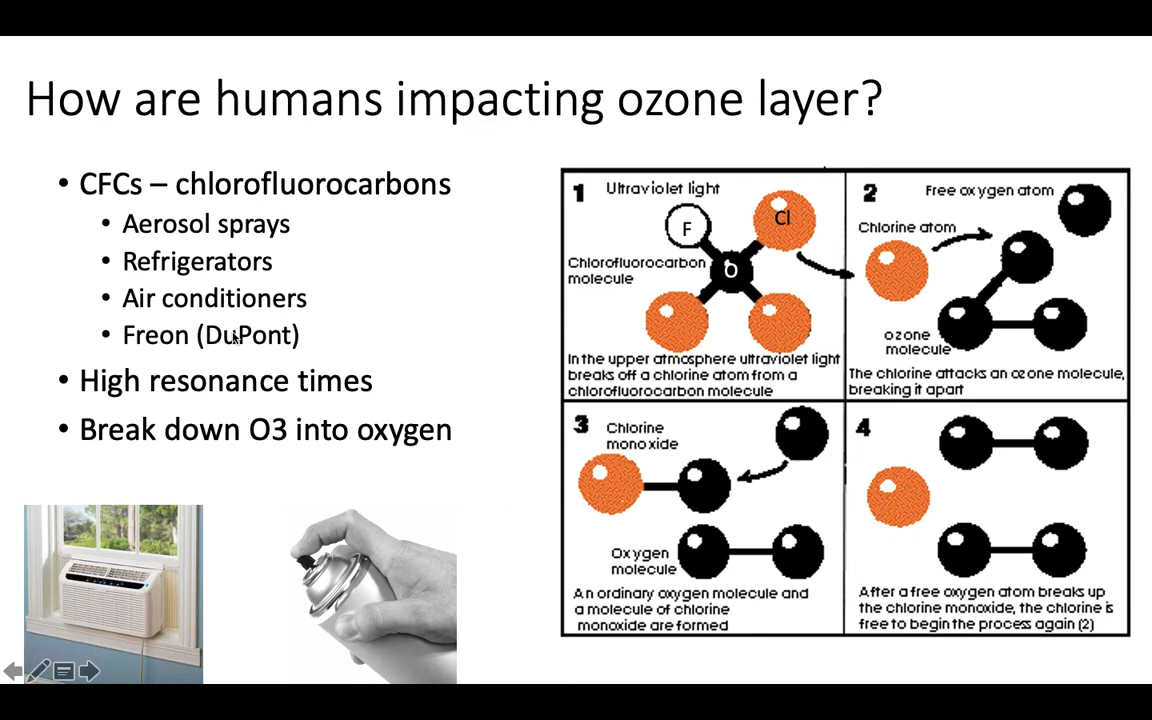 How are humans impacting ozone layer?
• CFCs – chlorofluorocarbons
• Aerosol sprays
• Refrigerators
• Air conditioners
• Freon (DuPont)
• High resonance times
• Break down O3 into oxygen
1
Ultraviolet light
F
Cl
Chlorofluorocarbon
molecule
O
In the upper atmosphere ultraviolet light
breaks off a chlorine atom from a
chlorofluorocarbon molecule
2
Free oxygen atom
Chlorine atom
ozone
molecule
The chlorine attacks an ozone molecule,
breaking it apart
3
Chlorine
monoxide
Oxygen
molecule
An ordinary oxygen molecule and
a molecule of chlorine
monoxide are formed
4
After a free oxygen atom breaks up
the chlorine monoxide, the chlorine is
free to begin the process again (2)